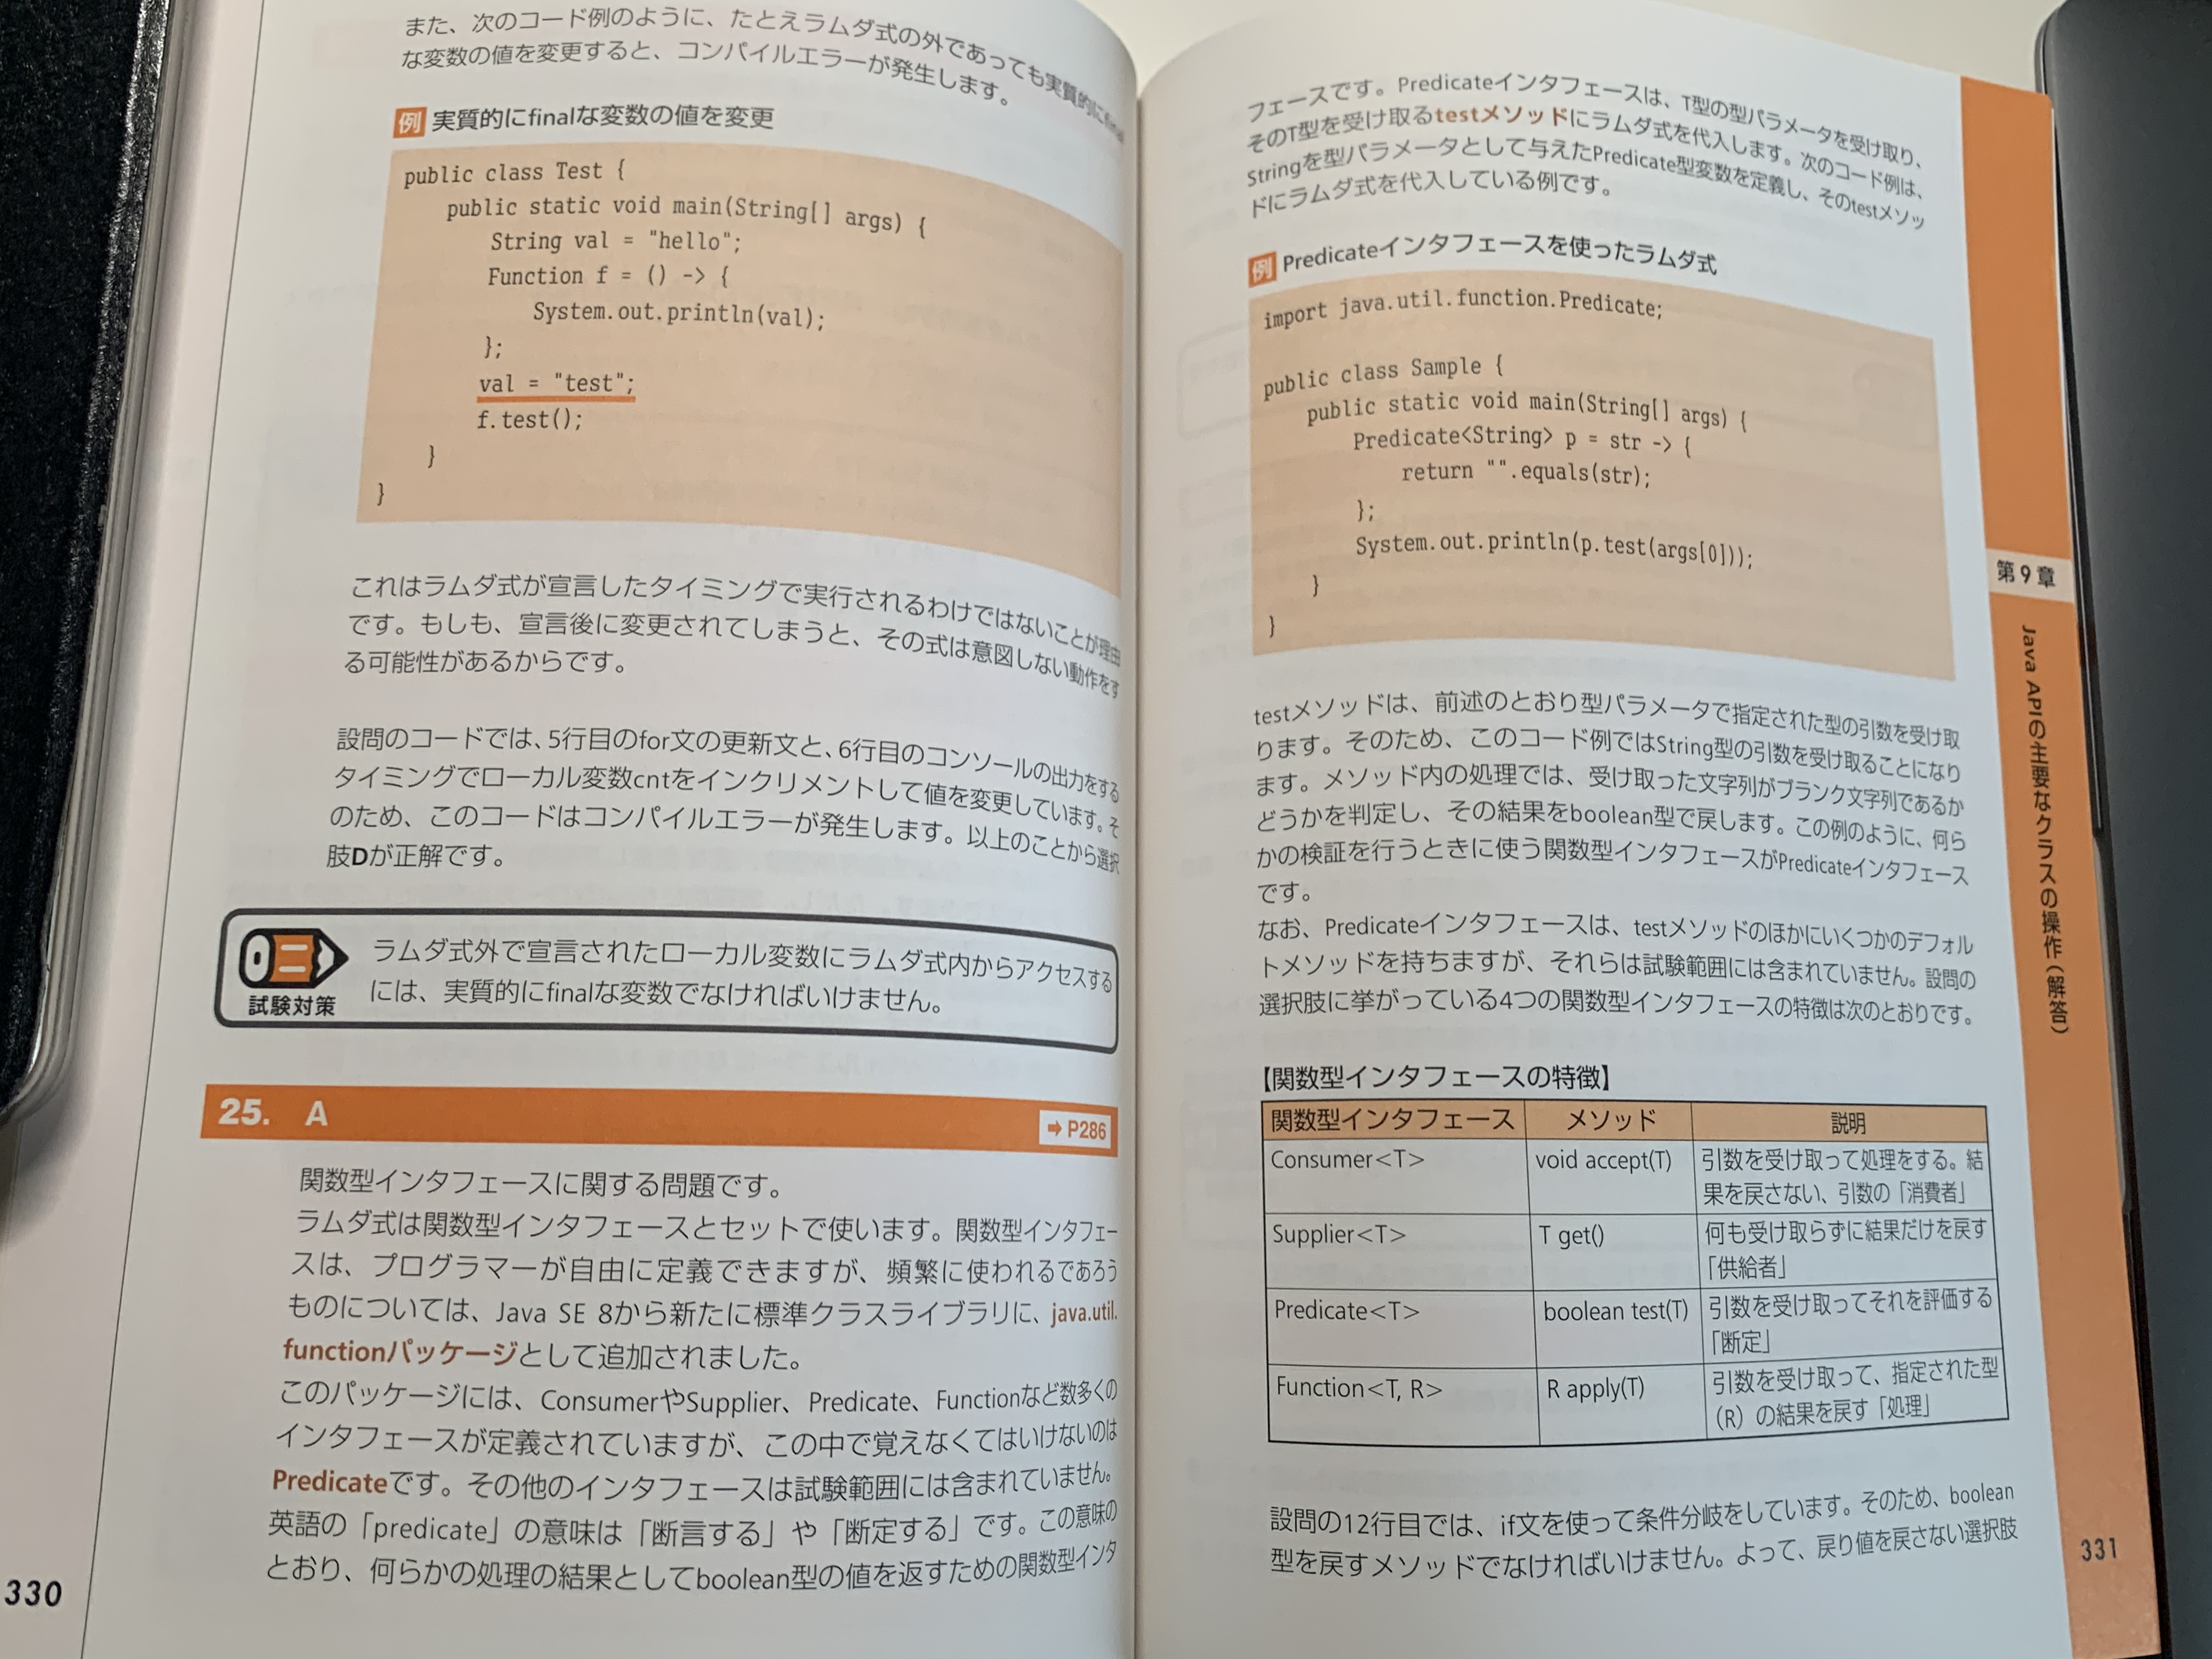 また、次のコード例のように、たとえラムダ式の外であっても実質的にfinal
な変数の値を変更すると、コンパイルエラーが発生します。
例 実質的にfinalな変数の値を変更
public class Test {
public static void main(String[] args) {
String val = "hello";
Function f = () -> {
System.out.println(val);
};
val = "test";
f.test();
}
}
これはラムダ式が宣言したタイミングで実行されるわけではないことが理由
です。もしも、宣言後に変更されてしまうと、その式は意図しない動作をす
る可能性があるからです。
設問のコードでは、5行目のfor文の更新文と、6行目のコンソールの出力をする
タイミングでローカル変数cntをインクリメントして値を変更しています。そ
のため、このコードはコンパイルエラーが発生します。以上のことから選択
肢Dが正解です。
試験対策
ラムダ式外で宣言されたローカル変数にラムダ式内からアクセスする
には、実質的にfinalな変数でなければいけません。
25. A
➡ P286
関数型インタフェースに関する問題です。
ラムダ式は関数型インタフェースとセットで使います。関数型インタフェー
スは、プログラマーが自由に定義できますが、頻繁に使われるであろう
ものについては、Java SE 8から新たに標準クラスライブラリに、java.util.
functionパッケージとして追加されました。
このパッケージには、ConsumerやSupplier、Predicate、Functionなど数多くの
インタフェースが定義されていますが、この中で覚えなくてはいけないのは
Predicateです。その他のインタフェースは試験範囲には含まれていません。
英語の「predicate」の意味は「断言する」や「断定する」です。この意味の
とおり、何らかの処理の結果としてboolean型の値を返すための関数型インタ
330
フェースです。Predicateインタフェースは、T型の型パラメータを受け取り、
そのT型を受け取るtestメソッドにラムダ式を代入します。次のコード例は、
Stringを型パラメータとして与えたPredicate型変数を定義し、そのtestメソッ
ドにラムダ式を代入している例です。
例 Predicateインタフェースを使ったラムダ式
import java.util.function.Predicate;
public class Sample {
public static void main(String[] args) {
Predicate<String> p = str -> {
return "".equals(str);
};
System.out.println(p.test(args[0]));
}
}
testメソッドは、前述のとおり型パラメータで指定された型の引数を受け取
ります。そのため、このコード例ではString型の引数を受け取ることになり
ます。メソッド内の処理では、受け取った文字列がブランク文字列であるか
どうかを判定し、その結果をboolean型で戻します。この例のように、何ら
かの検証を行うときに使う関数型インタフェースがPredicateインタフェース
です。
なお、Predicateインタフェースは、testメソッドのほかにいくつかのデフォル
トメソッドを持ちますが、それらは試験範囲には含まれていません。設問の
選択肢に挙がっている4つの関数型インタフェースの特徴は次のとおりです。
【関数型インタフェースの特徴】
関数型インタフェース メソッド 説明
Consumer<T> void accept(T) 引数を受け取って処理をする。結
果を戻さない、引数の「消費者」
Supplier<T> T get() 何も受け取らずに結果だけを戻す
「供給者」
Predicate<T> boolean test(T) 引数を受け取ってそれを評価する
「断定」
Function<T, R> R apply(T) 引数を受け取って、指定された型
（R）の結果を戻す「処理」
設問の12行目では、if文を使って条件分岐をしています。そのため、boolean
型を戻すメソッドでなければいけません。よって、戻り値を戻さない選択肢
第9章
Java APIの主要なクラスの操作（解答）
331